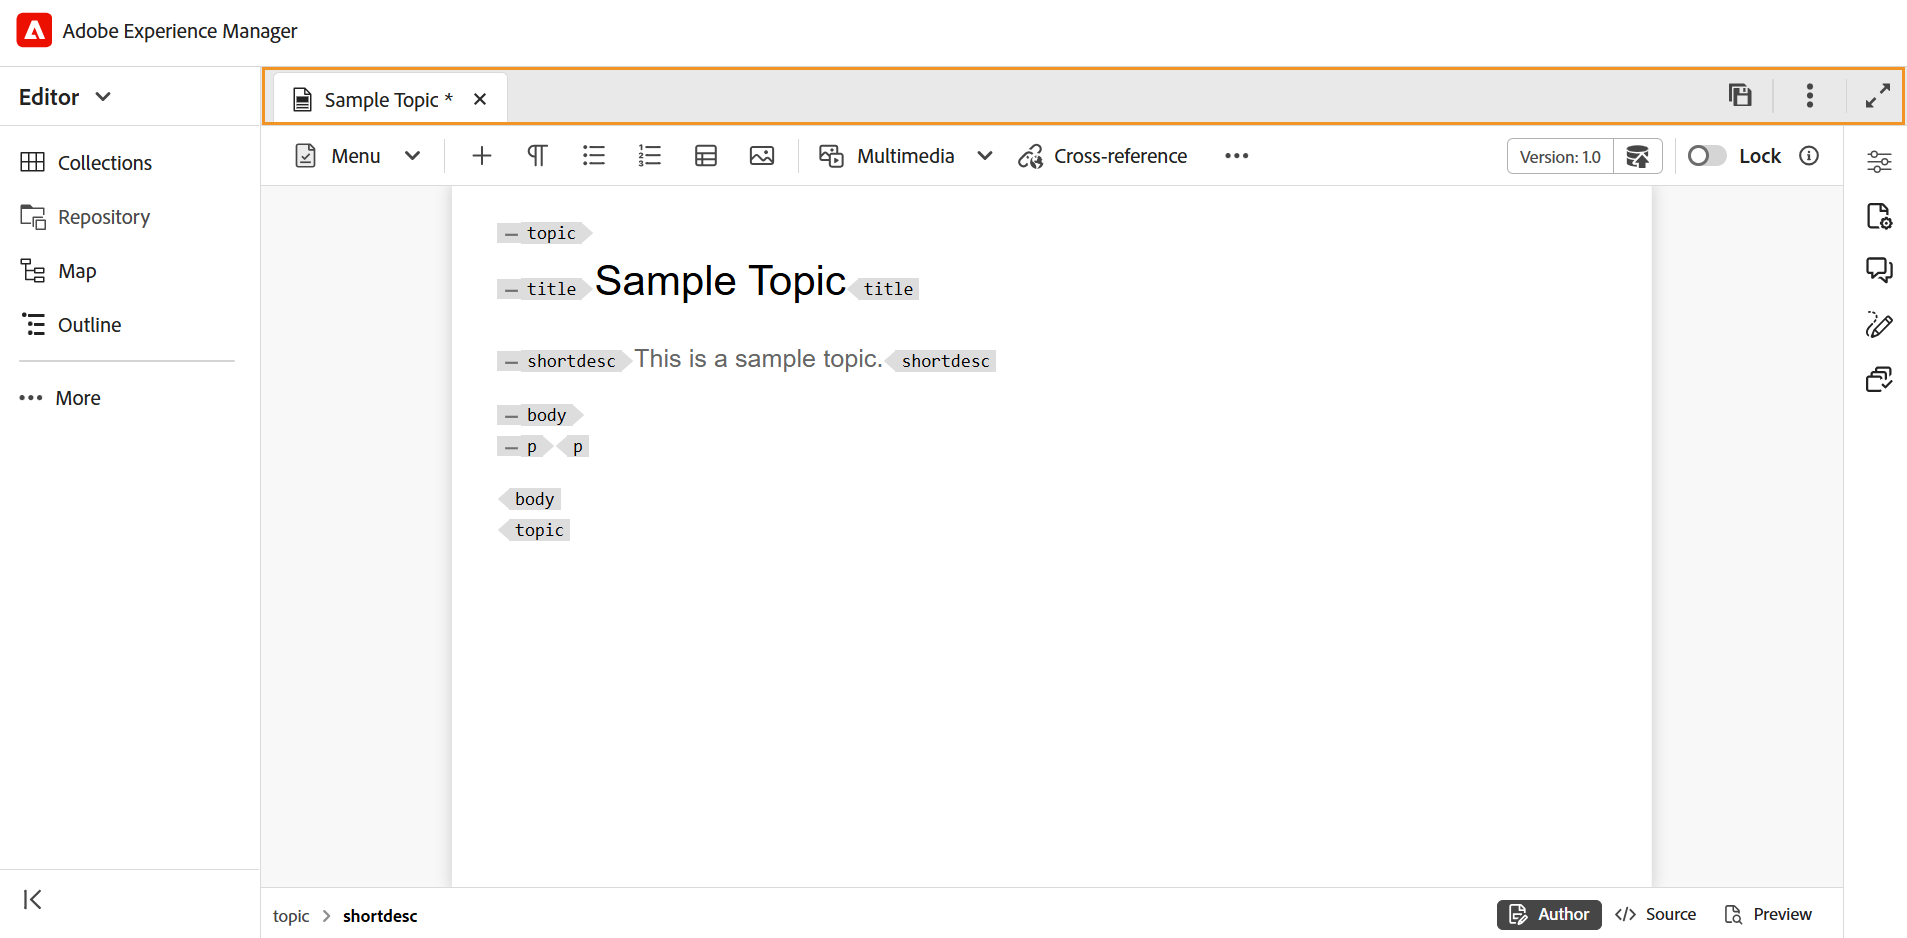 Adobe Experience Manager
Editor
Sample Topic *
Menu
Multimedia
Cross-reference
Version: 1.0
Lock
Collections
Repository
Map
Outline
More
topic
title Sample Topic title
shortdesc This is a sample topic. shortdesc
body
p p
body
topic
topic > shortdesc
Author
</> Source
Preview